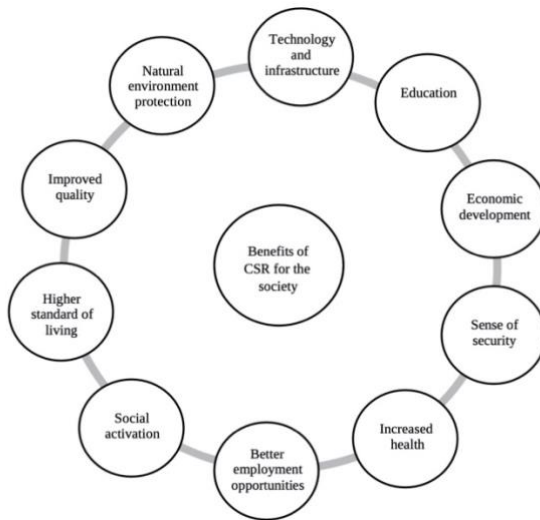 Technology
and
infrastructure
Education
Economic
development
Sense of
security
Increased
health
Better
employment
opportunities
Social
activation
Higher
standard of
living
Improved
quality
Natural
environment
protection
Benefits of
CSR for the
society